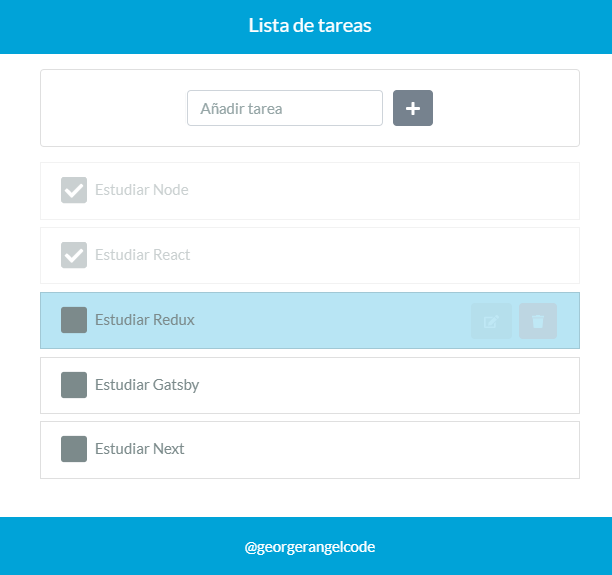 Lista de tareas
Añadir tarea
Estudiar Node
Estudiar React
Estudiar Redux
Estudiar Gatsby
Estudiar Next
@georgerangelcode